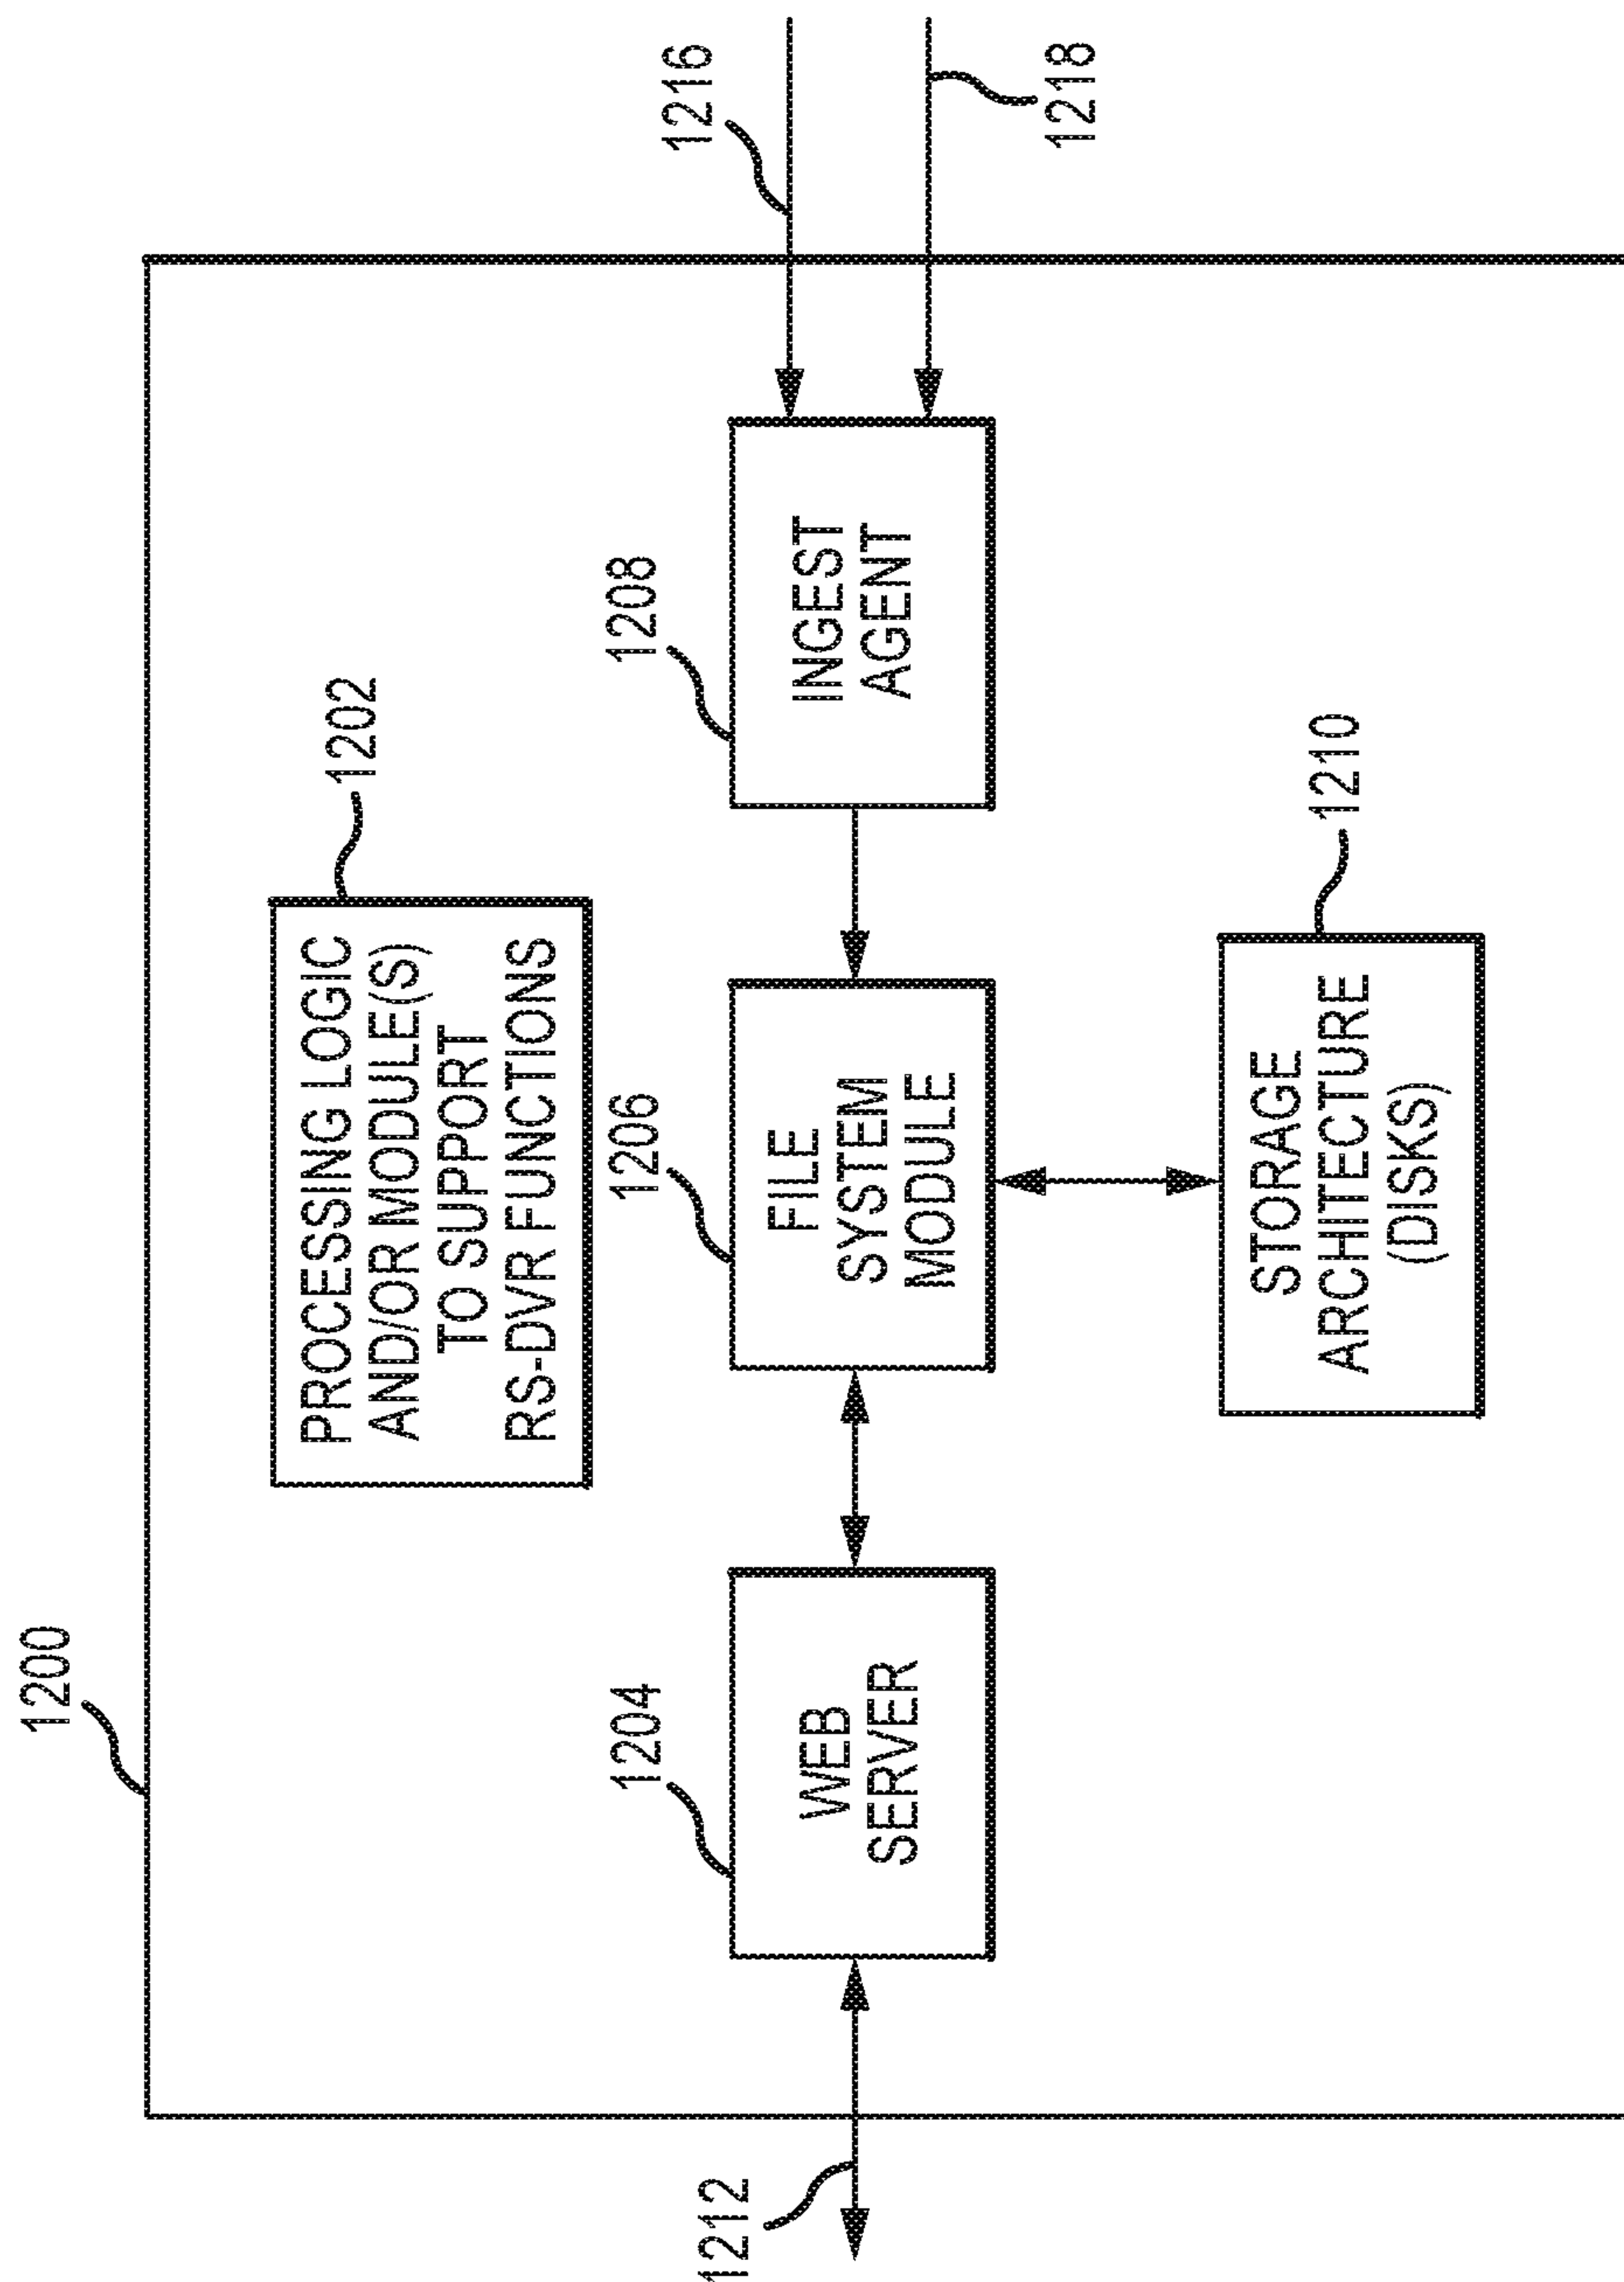 1200
PROCESSING LOGIC
AND/OR MODULE(S)
TO SUPPORT
RS-DVR FUNCTIONS
1202
1212
1204
WEB
SERVER
1206
FILE
SYSTEM
MODULE
1208
INGEST
AGENT
1216
1218
1210
STORAGE
ARCHITECTURE
(DISKS)